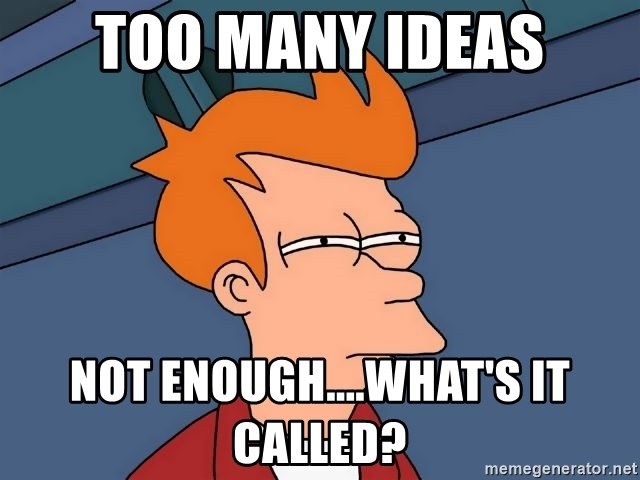 TOO MANY IDEAS
NOT ENOUGH....WHAT'S IT
CALLED?
memegenerator.net